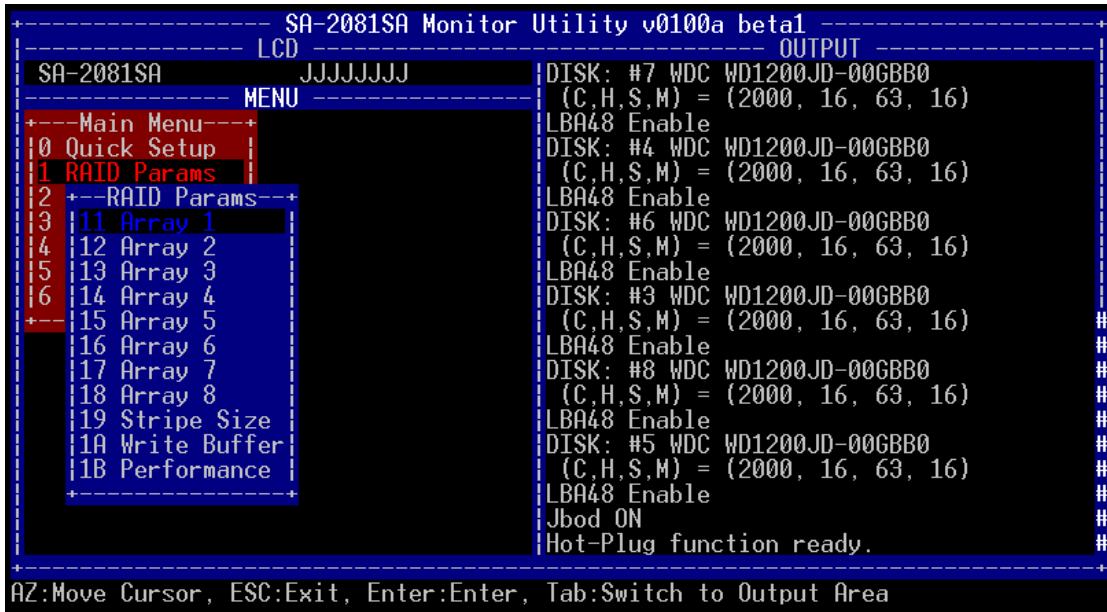 SA-2081SA Monitor Utility v0100a beta1
LCD
SA-2081SA JJJJJJJJ
MENU
Main Menu
0 Quick Setup
1 RAID Params
2
3
4
5
6
RAID Params
11 Array 1
12 Array 2
13 Array 3
14 Array 4
15 Array 5
16 Array 6
17 Array 7
18 Array 8
19 Stripe Size
1A Write Buffer
1B Performance
OUTPUT
DISK: #7 WDC WD1200JD-00GBB0
(C,H,S,M) = (2000, 16, 63, 16)
LBA48 Enable
DISK: #4 WDC WD1200JD-00GBB0
(C,H,S,M) = (2000, 16, 63, 16)
LBA48 Enable
DISK: #6 WDC WD1200JD-00GBB0
(C,H,S,M) = (2000, 16, 63, 16)
LBA48 Enable
DISK: #3 WDC WD1200JD-00GBB0
(C,H,S,M) = (2000, 16, 63, 16)
LBA48 Enable
DISK: #8 WDC WD1200JD-00GBB0
(C,H,S,M) = (2000, 16, 63, 16)
LBA48 Enable
DISK: #5 WDC WD1200JD-00GBB0
(C,H,S,M) = (2000, 16, 63, 16)
LBA48 Enable
Jbod ON
Hot-Plug function ready.
AZ:Move Cursor, ESC:Exit, Enter:Enter, Tab:Switch to Output Area